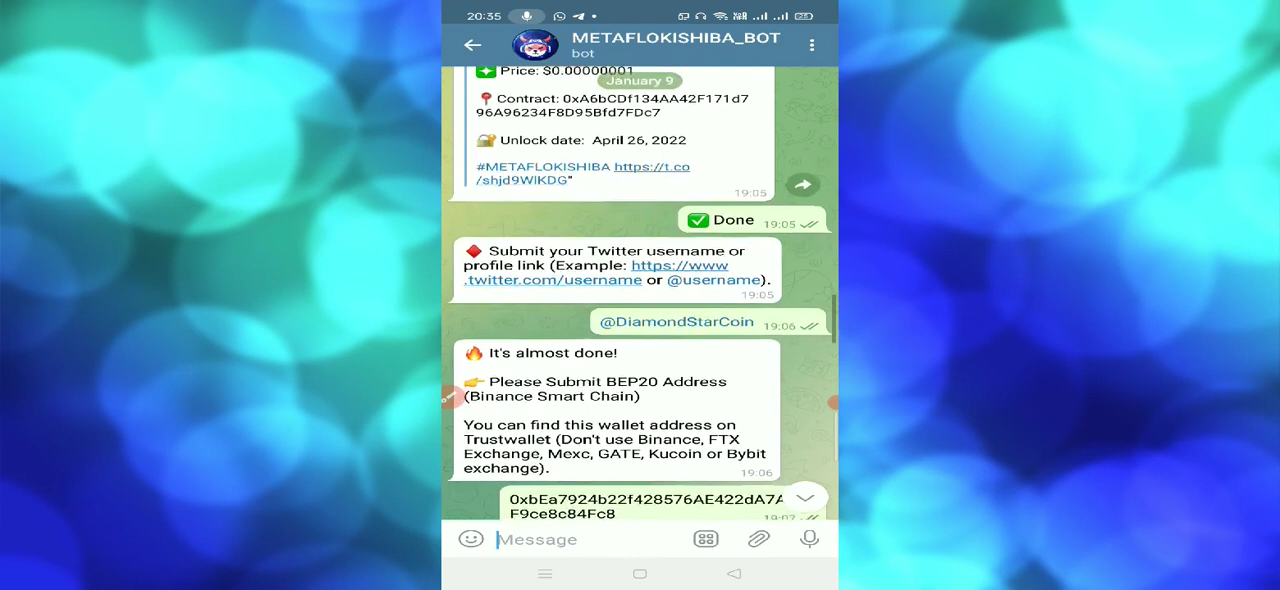 20:35
METAFLOKISHIBA_BOT
bot
Price: $0.00000001
January 9
Contract: 0xA6bCDf134AA42F171d7
96A96234F8D95Bfd7FDc7
Unlock date: April 26, 2022
#METAFLOKISHIBA https://t.co
/shjd9WlKDG"
19:05
Done 19:05
Submit your Twitter username or
profile link (Example: https://www
.twitter.com/username or @username).
19:05
@DiamondStarCoin 19:06
It's almost done!
Please Submit BEP20 Address
(Binance Smart Chain)
You can find this wallet address on
Trustwallet (Don't use Binance, FTX
Exchange, Mexc, GATE, Kucoin or Bybit
exchange).
19:06
0xbEa7924b22f428576AE422dA7A
F9ce8c84Fc8 19:07
Message